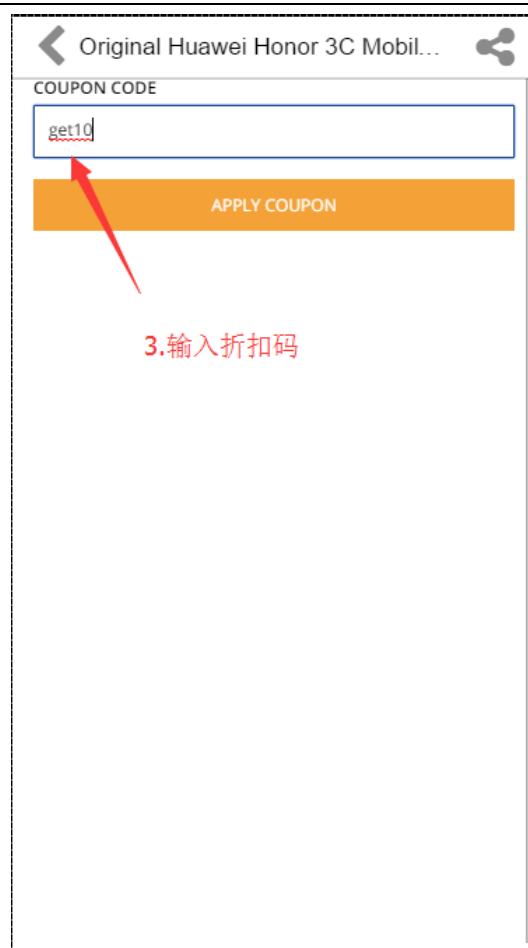 Original Huawei Honor 3C Mobil...
COUPON CODE
get10
APPLY COUPON
3.输入折扣码